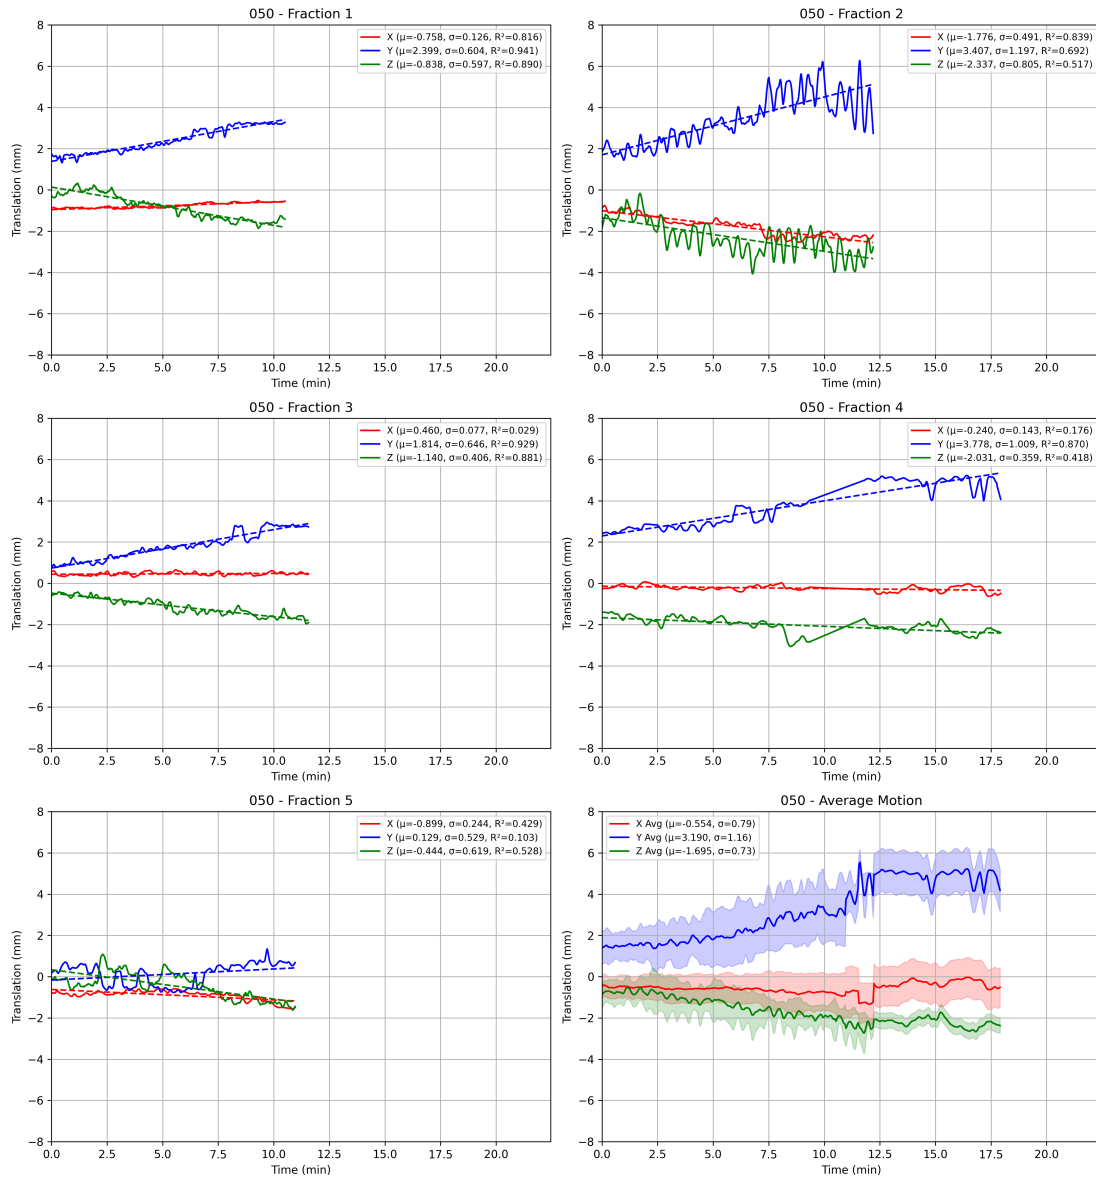 050 - Fraction 1
X (μ=-0.758, σ=0.126, R²=0.816)
Y (μ=2.399, σ=0.604, R²=0.941)
Z (μ=-0.838, σ=0.597, R²=0.890)
Translation (mm)
8
6
4
2
0
−2
−4
−6
−8
0.0 2.5 5.0 7.5 10.0 12.5 15.0 17.5 20.0
Time (min)
050 - Fraction 2
X (μ=-1.776, σ=0.491, R²=0.839)
Y (μ=3.407, σ=1.197, R²=0.692)
Z (μ=-2.337, σ=0.805, R²=0.517)
Translation (mm)
8
6
4
2
0
−2
−4
−6
−8
0.0 2.5 5.0 7.5 10.0 12.5 15.0 17.5 20.0
Time (min)
050 - Fraction 3
X (μ=0.460, σ=0.077, R²=0.029)
Y (μ=1.814, σ=0.646, R²=0.929)
Z (μ=-1.140, σ=0.406, R²=0.881)
Translation (mm)
8
6
4
2
0
−2
−4
−6
−8
0.0 2.5 5.0 7.5 10.0 12.5 15.0 17.5 20.0
Time (min)
050 - Fraction 4
X (μ=-0.240, σ=0.143, R²=0.176)
Y (μ=3.778, σ=1.009, R²=0.870)
Z (μ=-2.031, σ=0.359, R²=0.418)
Translation (mm)
8
6
4
2
0
−2
−4
−6
−8
0.0 2.5 5.0 7.5 10.0 12.5 15.0 17.5 20.0
Time (min)
050 - Fraction 5
X (μ=-0.899, σ=0.244, R²=0.429)
Y (μ=0.129, σ=0.529, R²=0.103)
Z (μ=-0.444, σ=0.619, R²=0.528)
Translation (mm)
8
6
4
2
0
−2
−4
−6
−8
0.0 2.5 5.0 7.5 10.0 12.5 15.0 17.5 20.0
Time (min)
050 - Average Motion
X Avg (μ=-0.554, σ=0.79)
Y Avg (μ=3.190, σ=1.16)
Z Avg (μ=-1.695, σ=0.73)
Translation (mm)
8
6
4
2
0
−2
−4
−6
−8
0.0 2.5 5.0 7.5 10.0 12.5 15.0 17.5 20.0
Time (min)